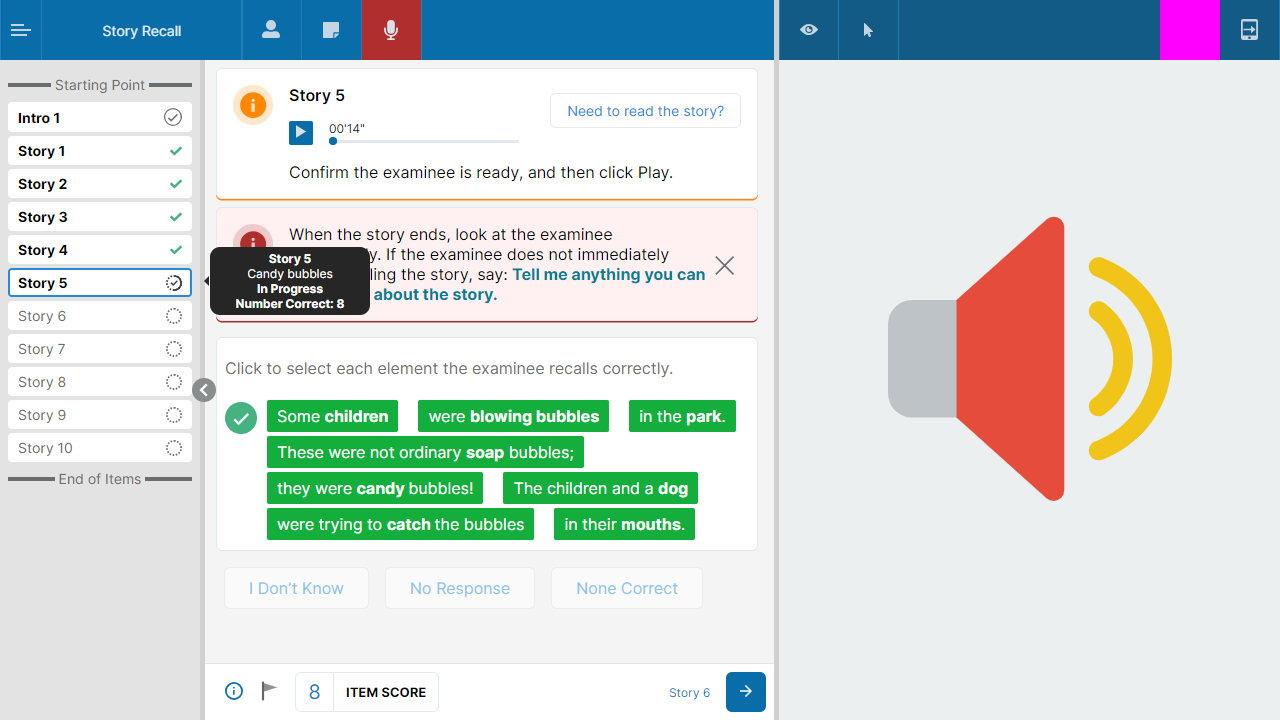 Story Recall
Starting Point
Intro 1
Story 1
Story 2
Story 3
Story 4
Story 5
Story 6
Story 7
Story 8
Story 9
Story 10
End of Items
Story 5
Candy bubbles
In Progress
Number Correct: 8
Story 5
00'14"
Need to read the story?
Confirm the examinee is ready, and then click Play.
When the story ends, look at the examinee
y. If the examinee does not immediately
ling the story, say: Tell me anything you can
about the story.
Click to select each element the examinee recalls correctly.
Some children were blowing bubbles in the park.
These were not ordinary soap bubbles;
they were candy bubbles! The children and a dog
were trying to catch the bubbles in their mouths.
I Don't Know No Response None Correct
8 ITEM SCORE Story 6